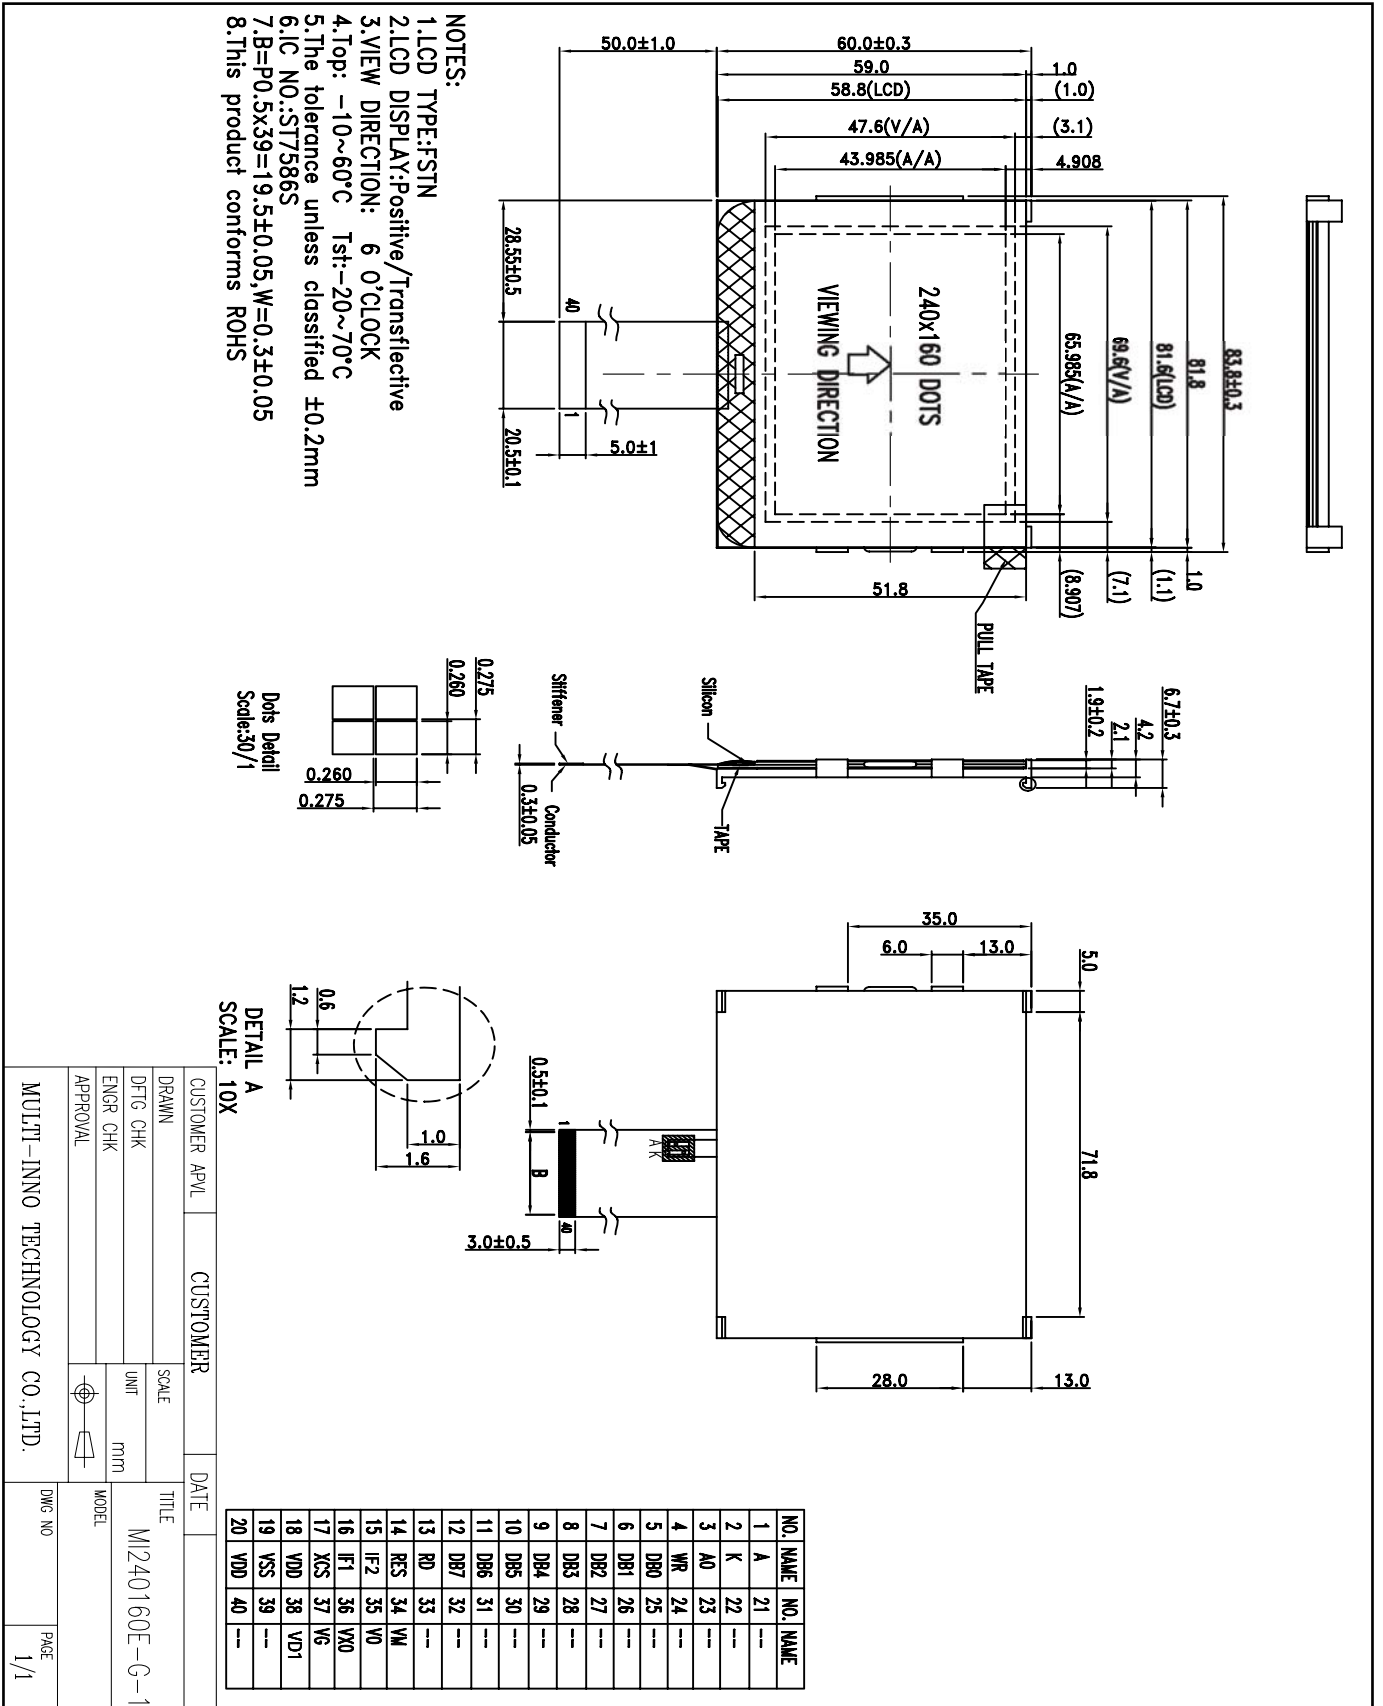 83.8±0.3
81.8
1.0
81.6(LCD)
(1.1)
69.6(V/A)
(7.1)
65.985(A/A)
(8.907)
60.0±0.3
50.0±1.0
59.0
1.0
58.8(LCD)
(1.0)
47.6(V/A)
(3.1)
43.985(A/A)
4.908
240x160 DOTS
VIEWING DIRECTION
PULL TAPE
51.8
28.55±0.5
20.5±0.1
40
1
5.0±1
6.7±0.3
4.2
2.1
1.9±0.2
Silicon
TAPE
Stiffener
Conductor
0.3±0.05
0.275
0.260
0.260
0.275
Dots Detail
Scale:30/1
5.0
71.8
35.0
6.0
13.0
28.0
13.0
A K
0.5±0.1
1
B
40
3.0±0.5
0.6
1.2
1.0
1.6
DETAIL A
SCALE: 10X
NOTES:
1.LCD TYPE:FSTN
2.LCD DISPLAY:Positive/Transflective
3.VIEW DIRECTION: 6 O'CLOCK
4.Top: -10~60°C Tst:-20~70°C
5.The tolerance unless classified ±0.2mm
6.IC NO.:ST7586S
7.B=P0.5x39=19.5±0.05,W=0.3±0.05
8.This product conforms ROHS
NO. NAME NO. NAME
1 A 21 ---
2 K 22 ---
3 A0 23 ---
4 WR 24 ---
5 DB0 25 ---
6 DB1 26 ---
7 DB2 27 ---
8 DB3 28 ---
9 DB4 29 ---
10 DB5 30 ---
11 DB6 31 ---
12 DB7 32 ---
13 RD 33 ---
14 RES 34 VM
15 IF2 35 V0
16 IF1 36 VX0
17 XCS 37 VG
18 VDD 38 VD1
19 VSS 39 ---
20 VDD 40 ---
CUSTOMER APVL
CUSTOMER
DATE
DRAWN
DFTG CHK
ENGR CHK
APPROVAL
SCALE
UNIT
mm
TITLE
MI240160E-G-1
MODEL
MULTI-INNO TECHNOLOGY CO.,LTD.
DWG NO
PAGE
1/1